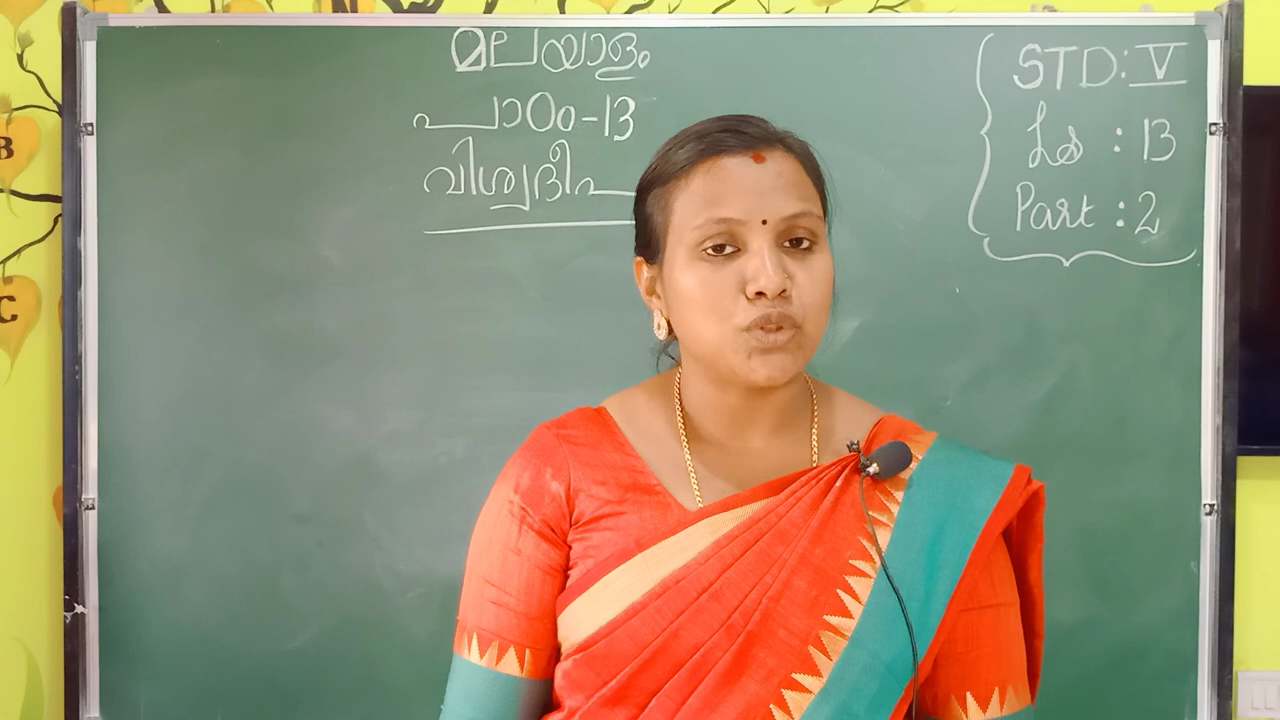 മലയാളം
പാഠം-13
വിശ്വദീപ
STD: V
Ls : 13
Part : 2
B
C